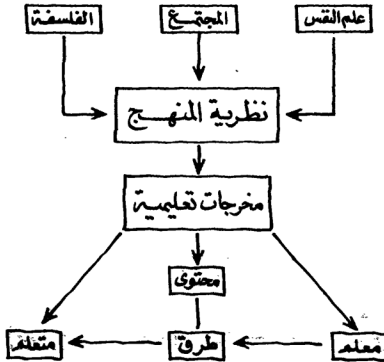 علم النفس
المجتمع
الفلسفة
نظرية المنهج
مخرجات تعليمية
محتوى
معلم
طرق
متعلم